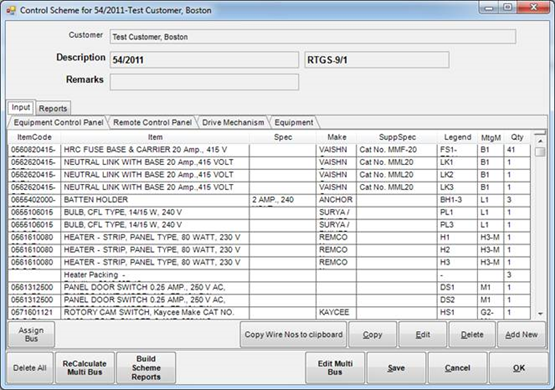 Control Scheme for 54/2011-Test Customer, Boston
Customer Test Customer, Boston
Description 54/2011 RTGS-9/1
Remarks
Input Reports
Equipment Control Panel Remote Control Panel Drive Mechanism Equipment
ItemCode Item Spec Make SuppSpec Legend MtgM Qty
0560820415- HRC FUSE BASE & CARRIER 20 Amp., 415 V VAISHN Cat No. MMF-20 FS1- B1 41
0562620415- NEUTRAL LINK WITH BASE 20 Amp.,415 VOLT VAISHN Cat No. MML20 LK1 B1 1
0562620415- NEUTRAL LINK WITH BASE 20 Amp.,415 VOLT VAISHN Cat No. MML20 LK2 B1 1
0562620415- NEUTRAL LINK WITH BASE 20 Amp.,415 VOLT VAISHN Cat No. MML20 LK3 B1 1
0655402000- BATTEN HOLDER 2 AMP., 240 ANCHOR BH1-3 L1 3
0655106015 BULB, CFL TYPE, 14/15 W, 240 V SURYA / PL1 L1 1
0655106015 BULB, CFL TYPE, 14/15 W, 240 V SURYA / PL3 L1 1
0561610080 HEATER - STRIP, PANEL TYPE, 80 WATT, 230 V REMCO H1 H3-M 1
0561610080 HEATER - STRIP, PANEL TYPE, 80 WATT, 230 V REMCO H2 H3-M 1
0561610080 HEATER - STRIP, PANEL TYPE, 80 WATT, 230 V REMCO H3 H3-M 1
Heater Packing - - 3
0561312500 PANEL DOOR SWITCH 0.25 AMP., 250 V AC, DS1 M1 1
0561312500 PANEL DOOR SWITCH 0.25 AMP., 250 V AC, DS2 M1 1
0571601121 ROTORY CAM SWITCH, Kaycee Make CAT NO. KAYCEE HS1 G2- 1
Assign Bus Copy Wire Nos to clipboard Copy Edit Delete Add New
Delete All ReCalculate Multi Bus Build Scheme Reports Edit Multi Bus Save Cancel OK